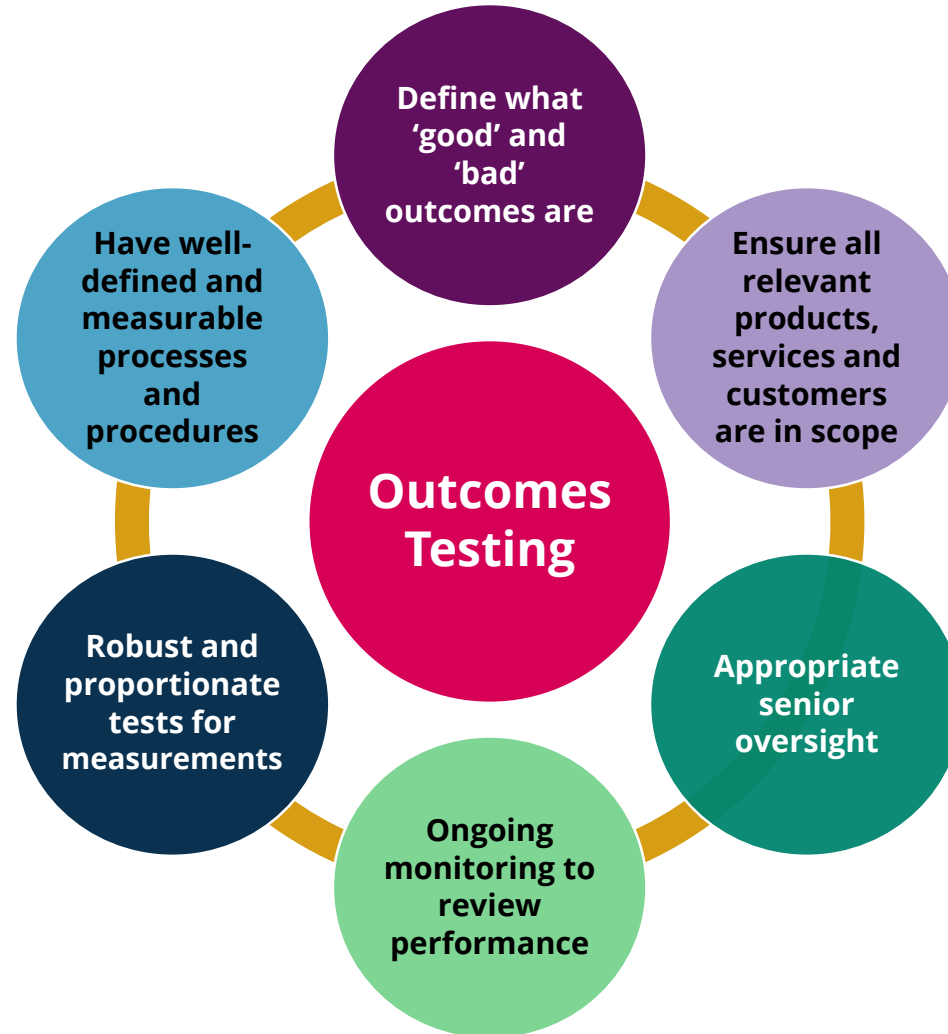 Define what
‘good’ and
‘bad’
outcomes are
Ensure all
relevant
products,
services and
customers
are in scope
Appropriate
senior
oversight
Ongoing
monitoring to
review
performance
Robust and
proportionate
tests for
measurements
Have well-
defined and
measurable
processes
and
procedures
Outcomes
Testing